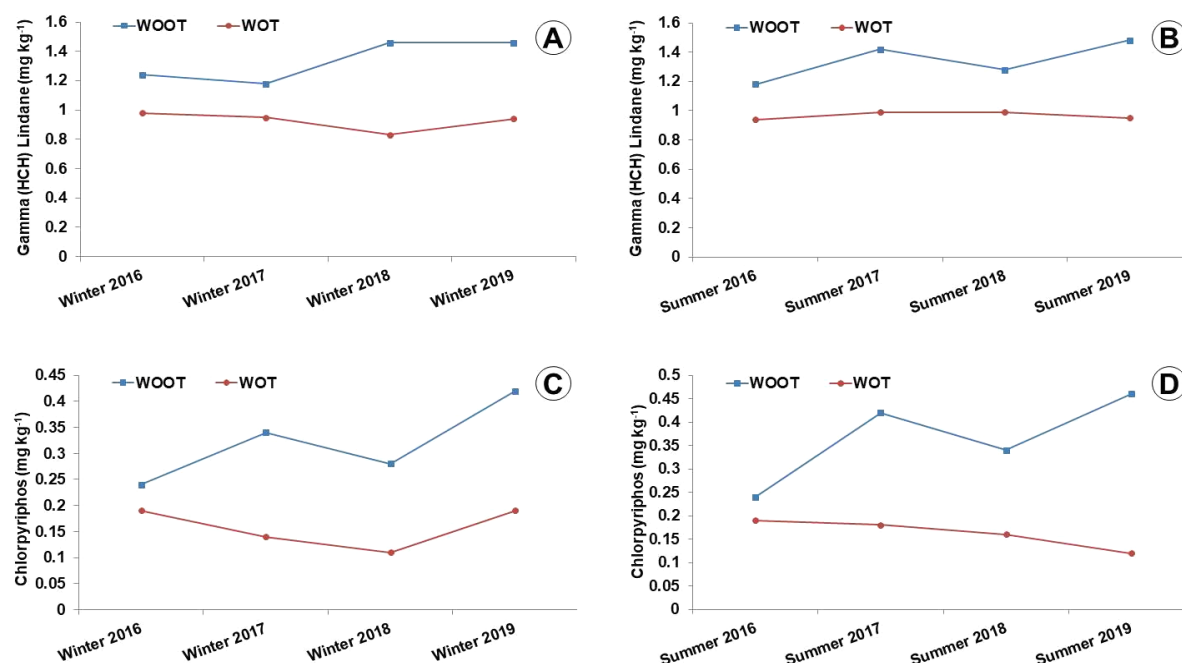 Gamma (HCH) Lindane (mg kg⁻¹)
1.6
1.4
1.2
1
0.8
0.6
0.4
0.2
0
WOOT WOT
A
Winter 2016 Winter 2017 Winter 2018 Winter 2019
Gamma (HCH) Lindane (mg kg⁻¹)
1.6
1.4
1.2
1
0.8
0.6
0.4
0.2
0
WOOT WOT
B
Summer 2016 Summer 2017 Summer 2018 Summer 2019
Chlorpyriphos (mg kg⁻¹)
0.45
0.4
0.35
0.3
0.25
0.2
0.15
0.1
0.05
0
WOOT WOT
C
Winter 2016 Winter 2017 Winter 2018 Winter 2019
Chlorpyriphos (mg kg⁻¹)
0.5
0.45
0.4
0.35
0.3
0.25
0.2
0.15
0.1
0.05
0
WOOT WOT
D
Summer 2016 Summer 2017 Summer 2018 Summer 2019